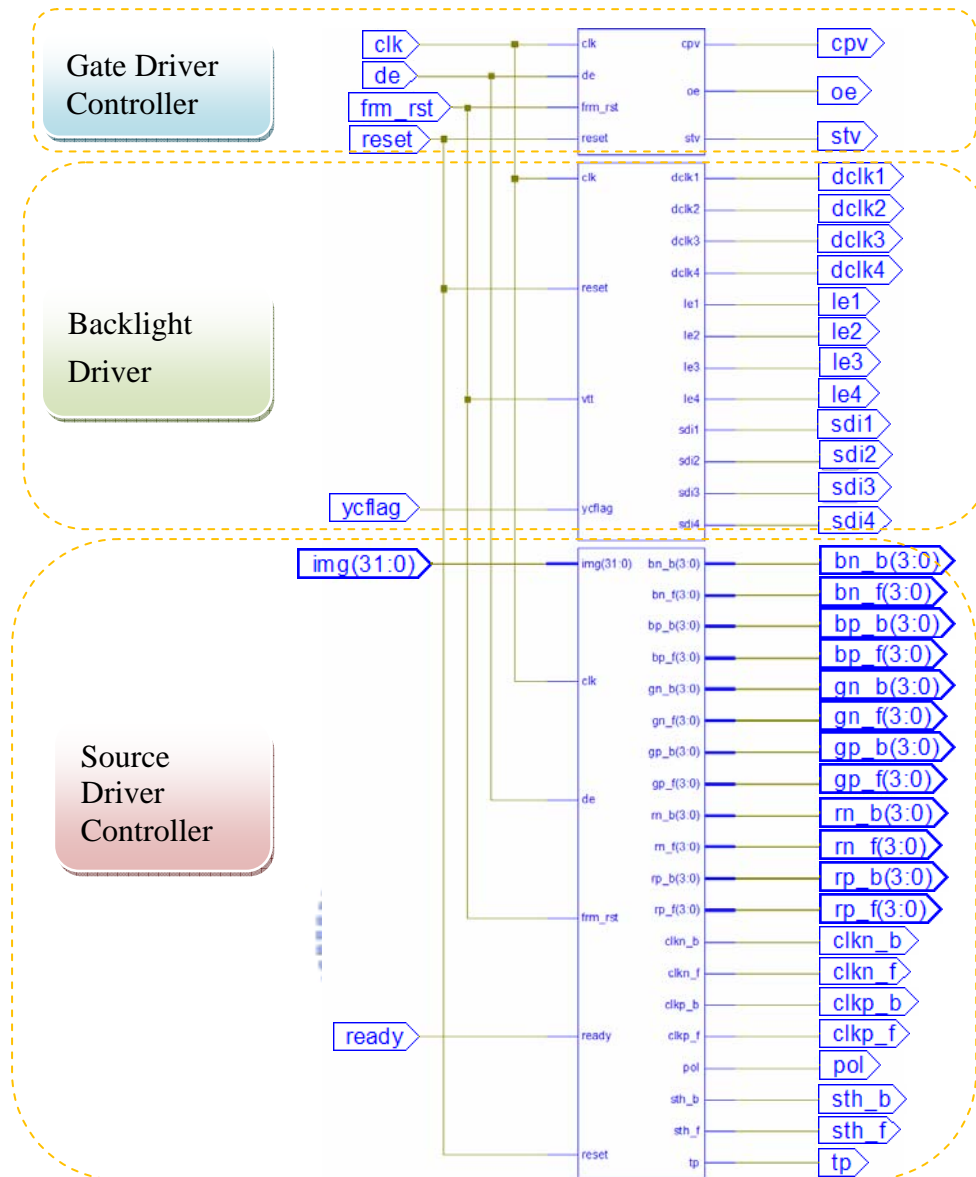 Gate Driver
Controller
clk
de
frm_rst
reset
clk
de
frm_rst
reset
cpv
oe
stv
cpv
oe
stv
Backlight
Driver
ycflag
clk
reset
vtt
ycflag
dclk1
dclk2
dclk3
dclk4
le1
le2
le3
le4
sdi1
sdi2
sdi3
sdi4
dclk1
dclk2
dclk3
dclk4
le1
le2
le3
le4
sdi1
sdi2
sdi3
sdi4
Source
Driver
Controller
img(31:0)
ready
img(31:0)
clk
de
frm_rst
ready
reset
bn_b(3:0)
bn_f(3:0)
bp_b(3:0)
bp_f(3:0)
gn_b(3:0)
gn_f(3:0)
gp_b(3:0)
gp_f(3:0)
rn_b(3:0)
rn_f(3:0)
rp_b(3:0)
rp_f(3:0)
clkn_b
clkn_f
clkp_b
clkp_f
pol
sth_b
sth_f
tp
bn_b(3:0)
bn_f(3:0)
bp_b(3:0)
bp_f(3:0)
gn_b(3:0)
gn_f(3:0)
gp_b(3:0)
gp_f(3:0)
rn_b(3:0)
rn_f(3:0)
rp_b(3:0)
rp_f(3:0)
clkn_b
clkn_f
clkp_b
clkp_f
pol
sth_b
sth_f
tp